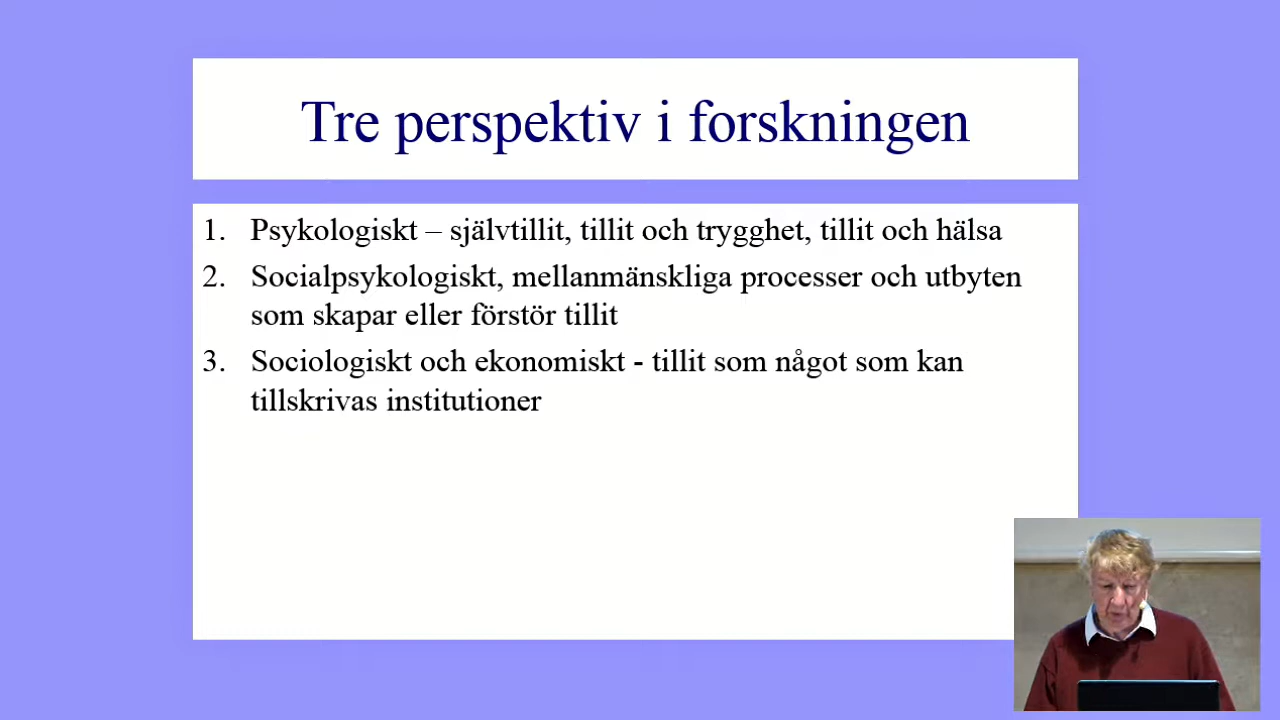 Tre perspektiv i forskningen
1. Psykologiskt – självtillit, tillit och trygghet, tillit och hälsa
2. Socialpsykologiskt, mellanmänskliga processer och utbyten
som skapar eller förstör tillit
3. Sociologiskt och ekonomiskt - tillit som något som kan
tillskrivas institutioner